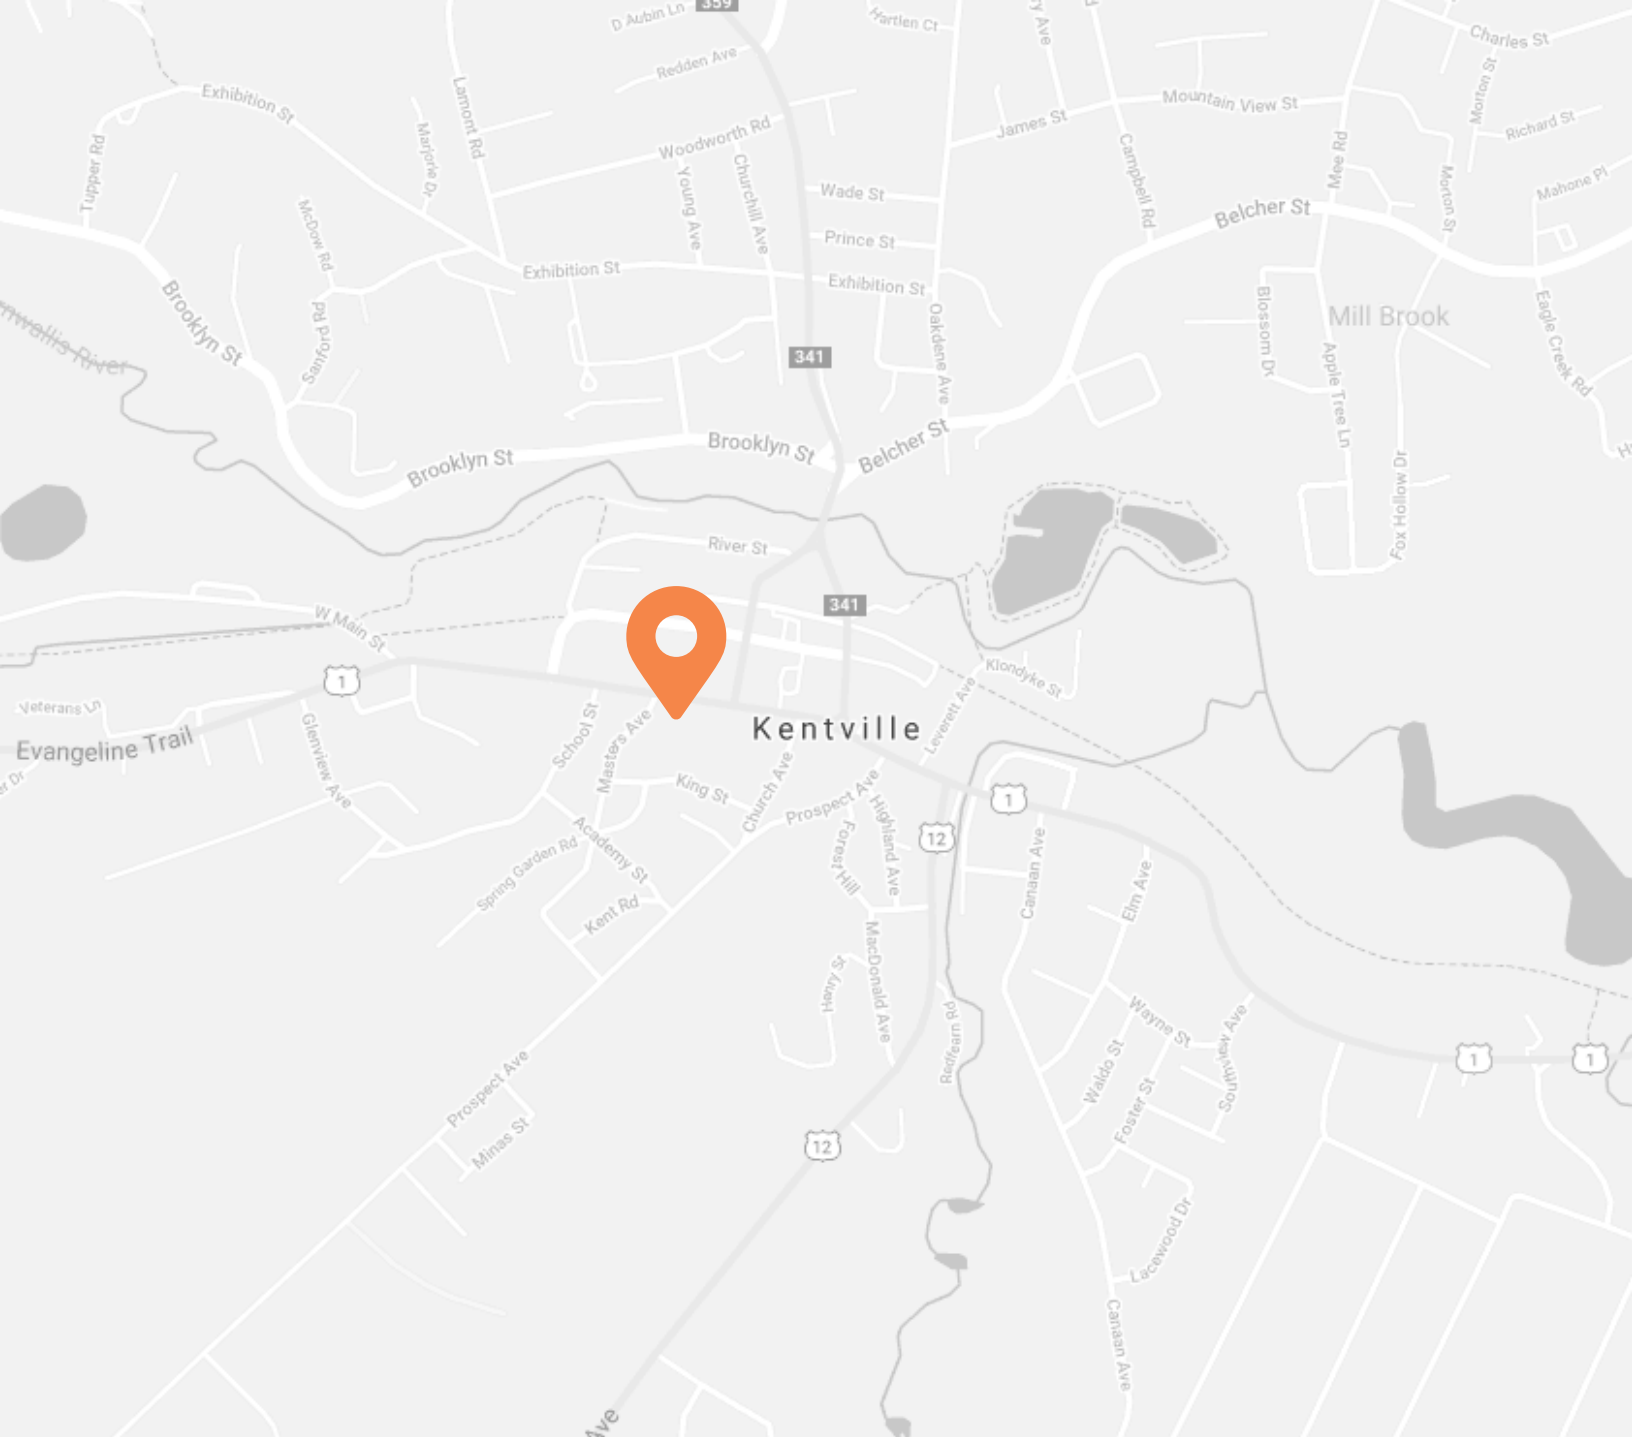 359
D Aubin Ln
Hartlen Ct
Charles St
Redden Ave
Lamont Rd
Exhibition St
Mountain View St
Morton St
Richard St
James St
Woodworth Rd
Marjorie Dr
Tupper Rd
Campbell Rd
Mee Rd
Young Ave
Churchill Ave
Wade St
Morton St
Mahone Pl
McDow Rd
Belcher St
Prince St
Exhibition St
Exhibition St
Brooklyn St
Sanford Rd
Oakdene Ave
Blossom Dr
Mill Brook
Eagle Creek Rd
341
Apple Tree Ln
Brooklyn St
Brooklyn St
Belcher St
Fox Hollow Dr
River St
341
W Main St
1
Klondyke St
Veterans Ln
Leverett Ave
Evangeline Trail
Glenview Ave
School St
Masters Ave
Kentville
King St
Church Ave
Prospect Ave
Highland Ave
1
12
Forest Hill
Academy St
Spring Garden Rd
Canaan Ave
Elm Ave
Kent Rd
MacDonald Ave
Henry St
Redfearn Rd
Wayne St
Southview Ave
Waldo St
Foster St
1
1
Prospect Ave
Minas St
12
Lacewood Dr
Canaan Ave
Ave